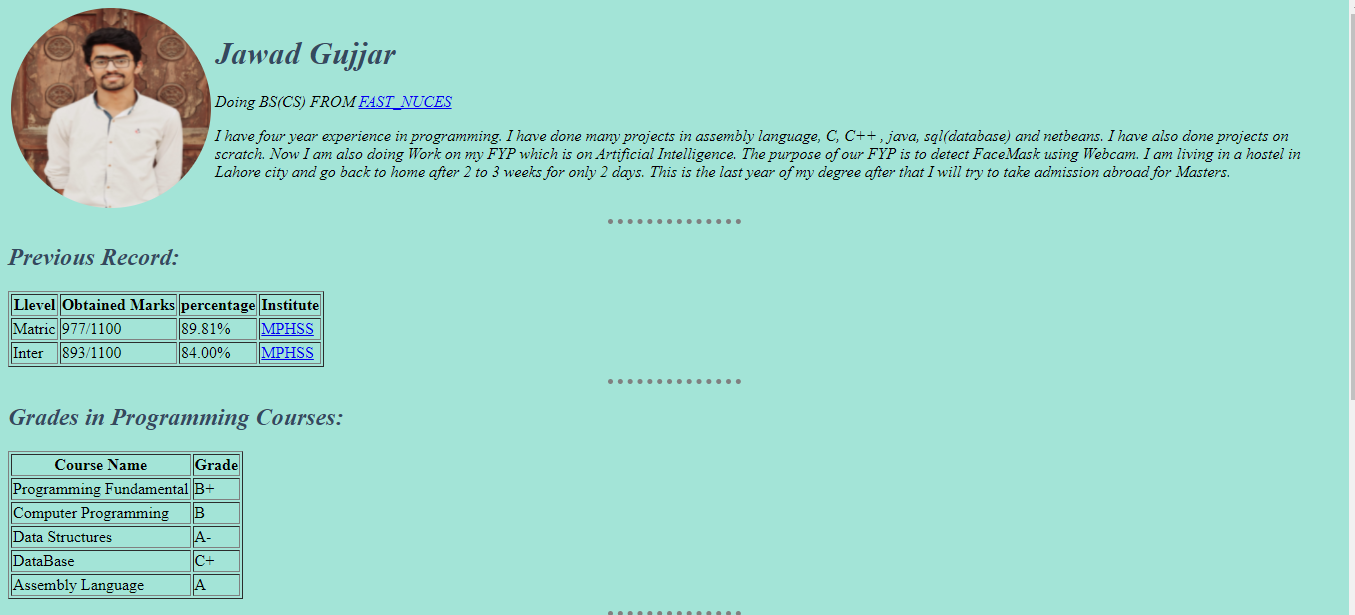 Jawad Gujjar
Doing BS(CS) FROM FAST_NUCES
I have four year experience in programming. I have done many projects in assembly language, C, C++ , java, sql(database) and netbeans. I have also done projects on
scratch. Now I am also doing Work on my FYP which is on Artificial Intelligence. The purpose of our FYP is to detect FaceMask using Webcam. I am living in a hostel in
Lahore city and go back to home after 2 to 3 weeks for only 2 days. This is the last year of my degree after that I will try to take admission abroad for Masters.
Previous Record:
Llevel Obtained Marks percentage Institute
Matric 977/1100 89.81% MPHSS
Inter 893/1100 84.00% MPHSS
Grades in Programming Courses:
Course Name Grade
Programming Fundamental B+
Computer Programming B
Data Structures A-
DataBase C+
Assembly Language A